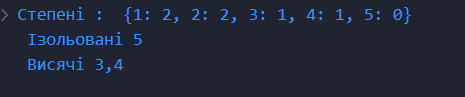 Степені :  {1: 2, 2: 2, 3: 1, 4: 1, 5: 0}
Ізольовані 5
Висячі 3,4